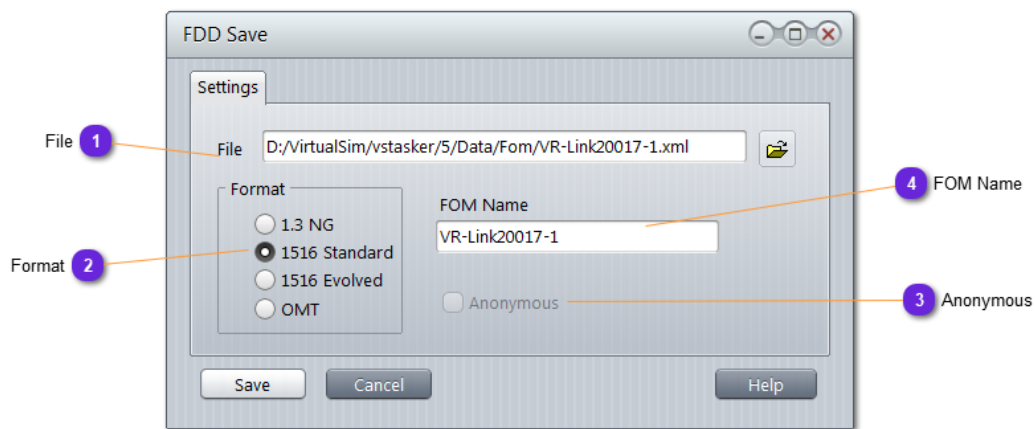 FDD Save
Settings
File 1
File D:/VirtualSim/vstasker/5/Data/Fom/VR-Link20017-1.xml
Format
1.3 NG
1516 Standard
1516 Evolved
OMT
Format 2
FOM Name
VR-Link20017-1
4 FOM Name
Anonymous
3 Anonymous
Save
Cancel
Help